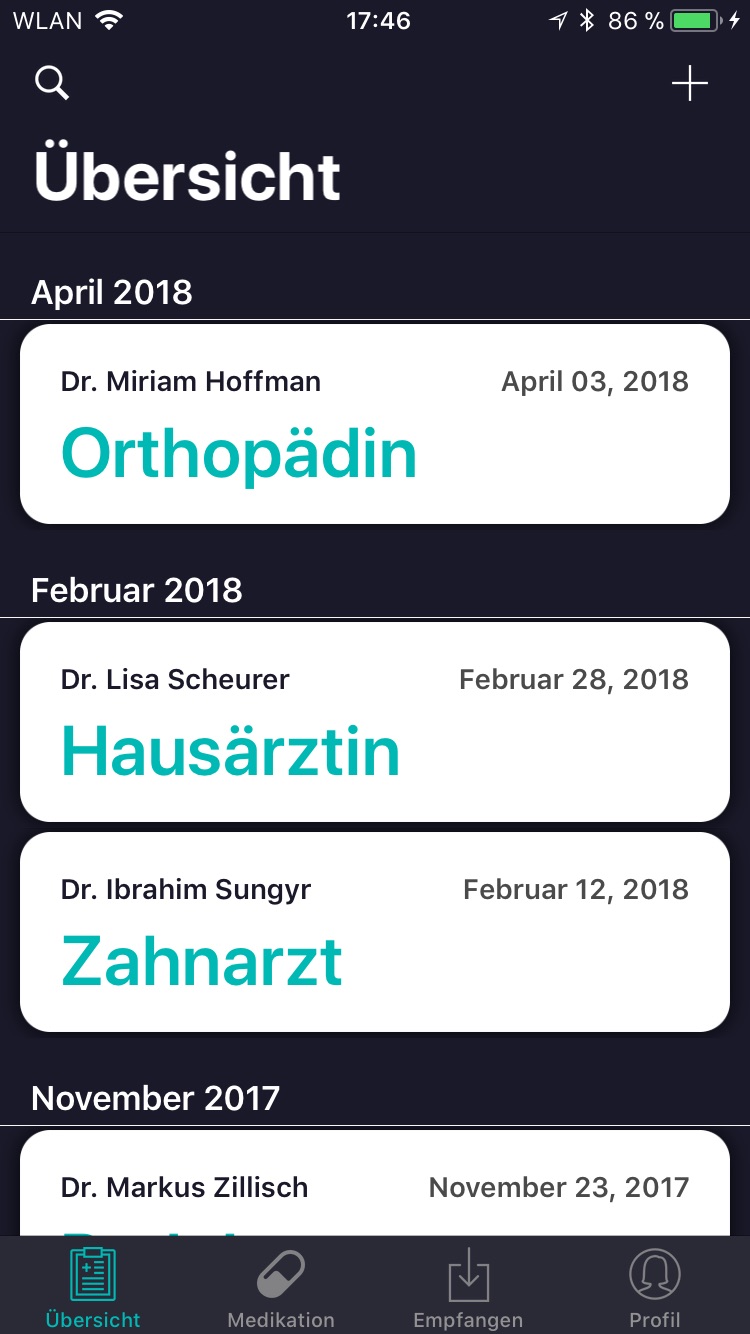 WLAN 17:46 86 %
Übersicht
April 2018
Dr. Miriam Hoffman April 03, 2018
Orthopädin
Februar 2018
Dr. Lisa Scheurer Februar 28, 2018
Hausärztin
Dr. Ibrahim Sungyr Februar 12, 2018
Zahnarzt
November 2017
Dr. Markus Zillisch November 23, 2017
Übersicht Medikation Empfangen Profil